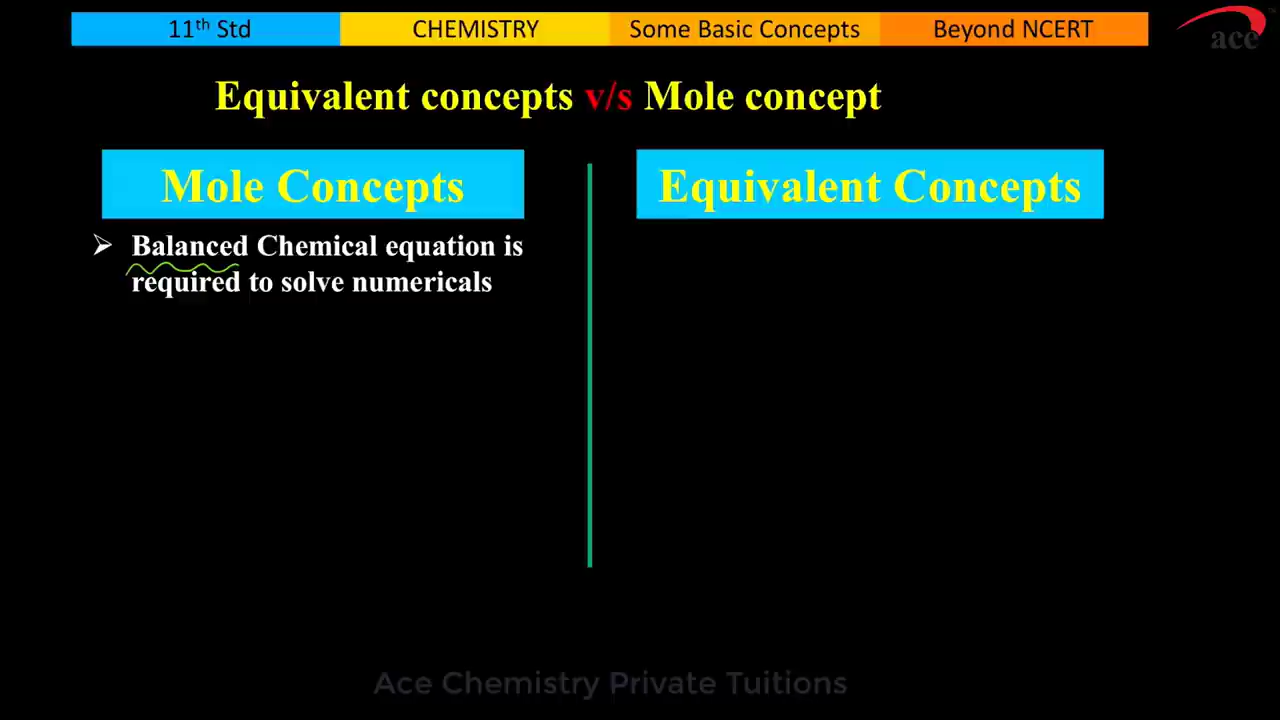 11th Std CHEMISTRY Some Basic Concepts Beyond NCERT
ace
Equivalent concepts v/s Mole concept
Mole Concepts
Equivalent Concepts
➢ Balanced Chemical equation is
required to solve numericals
Ace Chemistry Private Tuitions